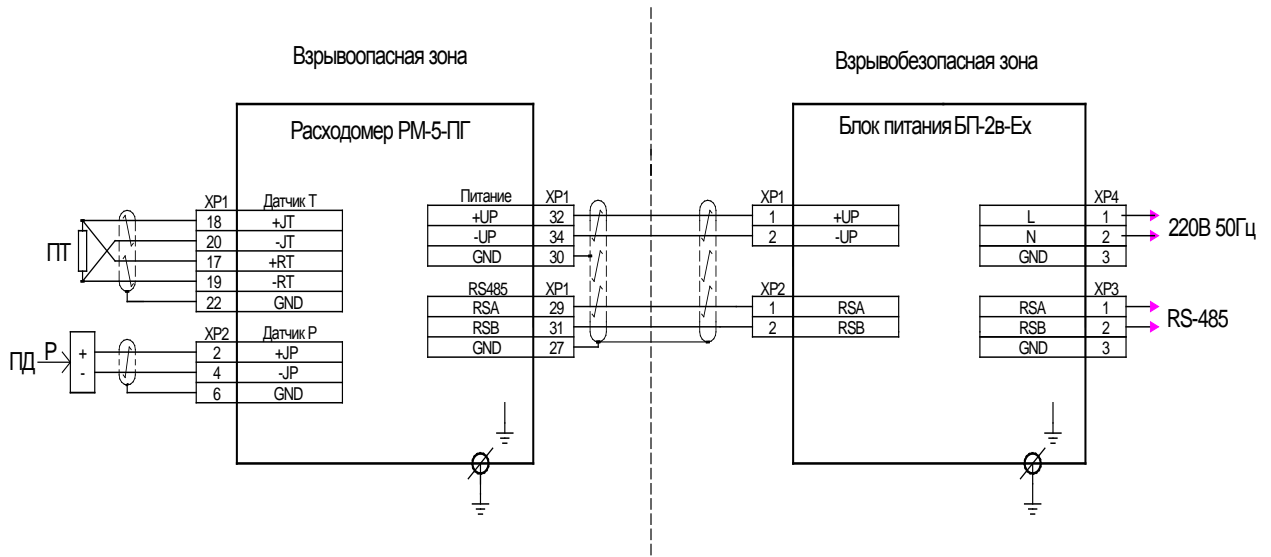 Взрывоопасная зона
Взрывобезопасная зона
Расходомер РМ-5-ПГ
Блок питания БП-2в-Ех
XP1 Датчик Т
18 +JT
20 -JT
17 +RT
19 -RT
22 GND
ПТ
XP2 Датчик Р
2 +JP
4 -JP
6 GND
ПД Р + -
Питание XP1
+UP 32
-UP 34
GND 30
RS485 XP1
RSA 29
RSB 31
GND 27
XP1
1 +UP
2 -UP
XP2
1 RSA
2 RSB
XP4
L 1
N 2
GND 3
220В 50Гц
XP3
RSA 1
RSB 2
GND 3
RS-485